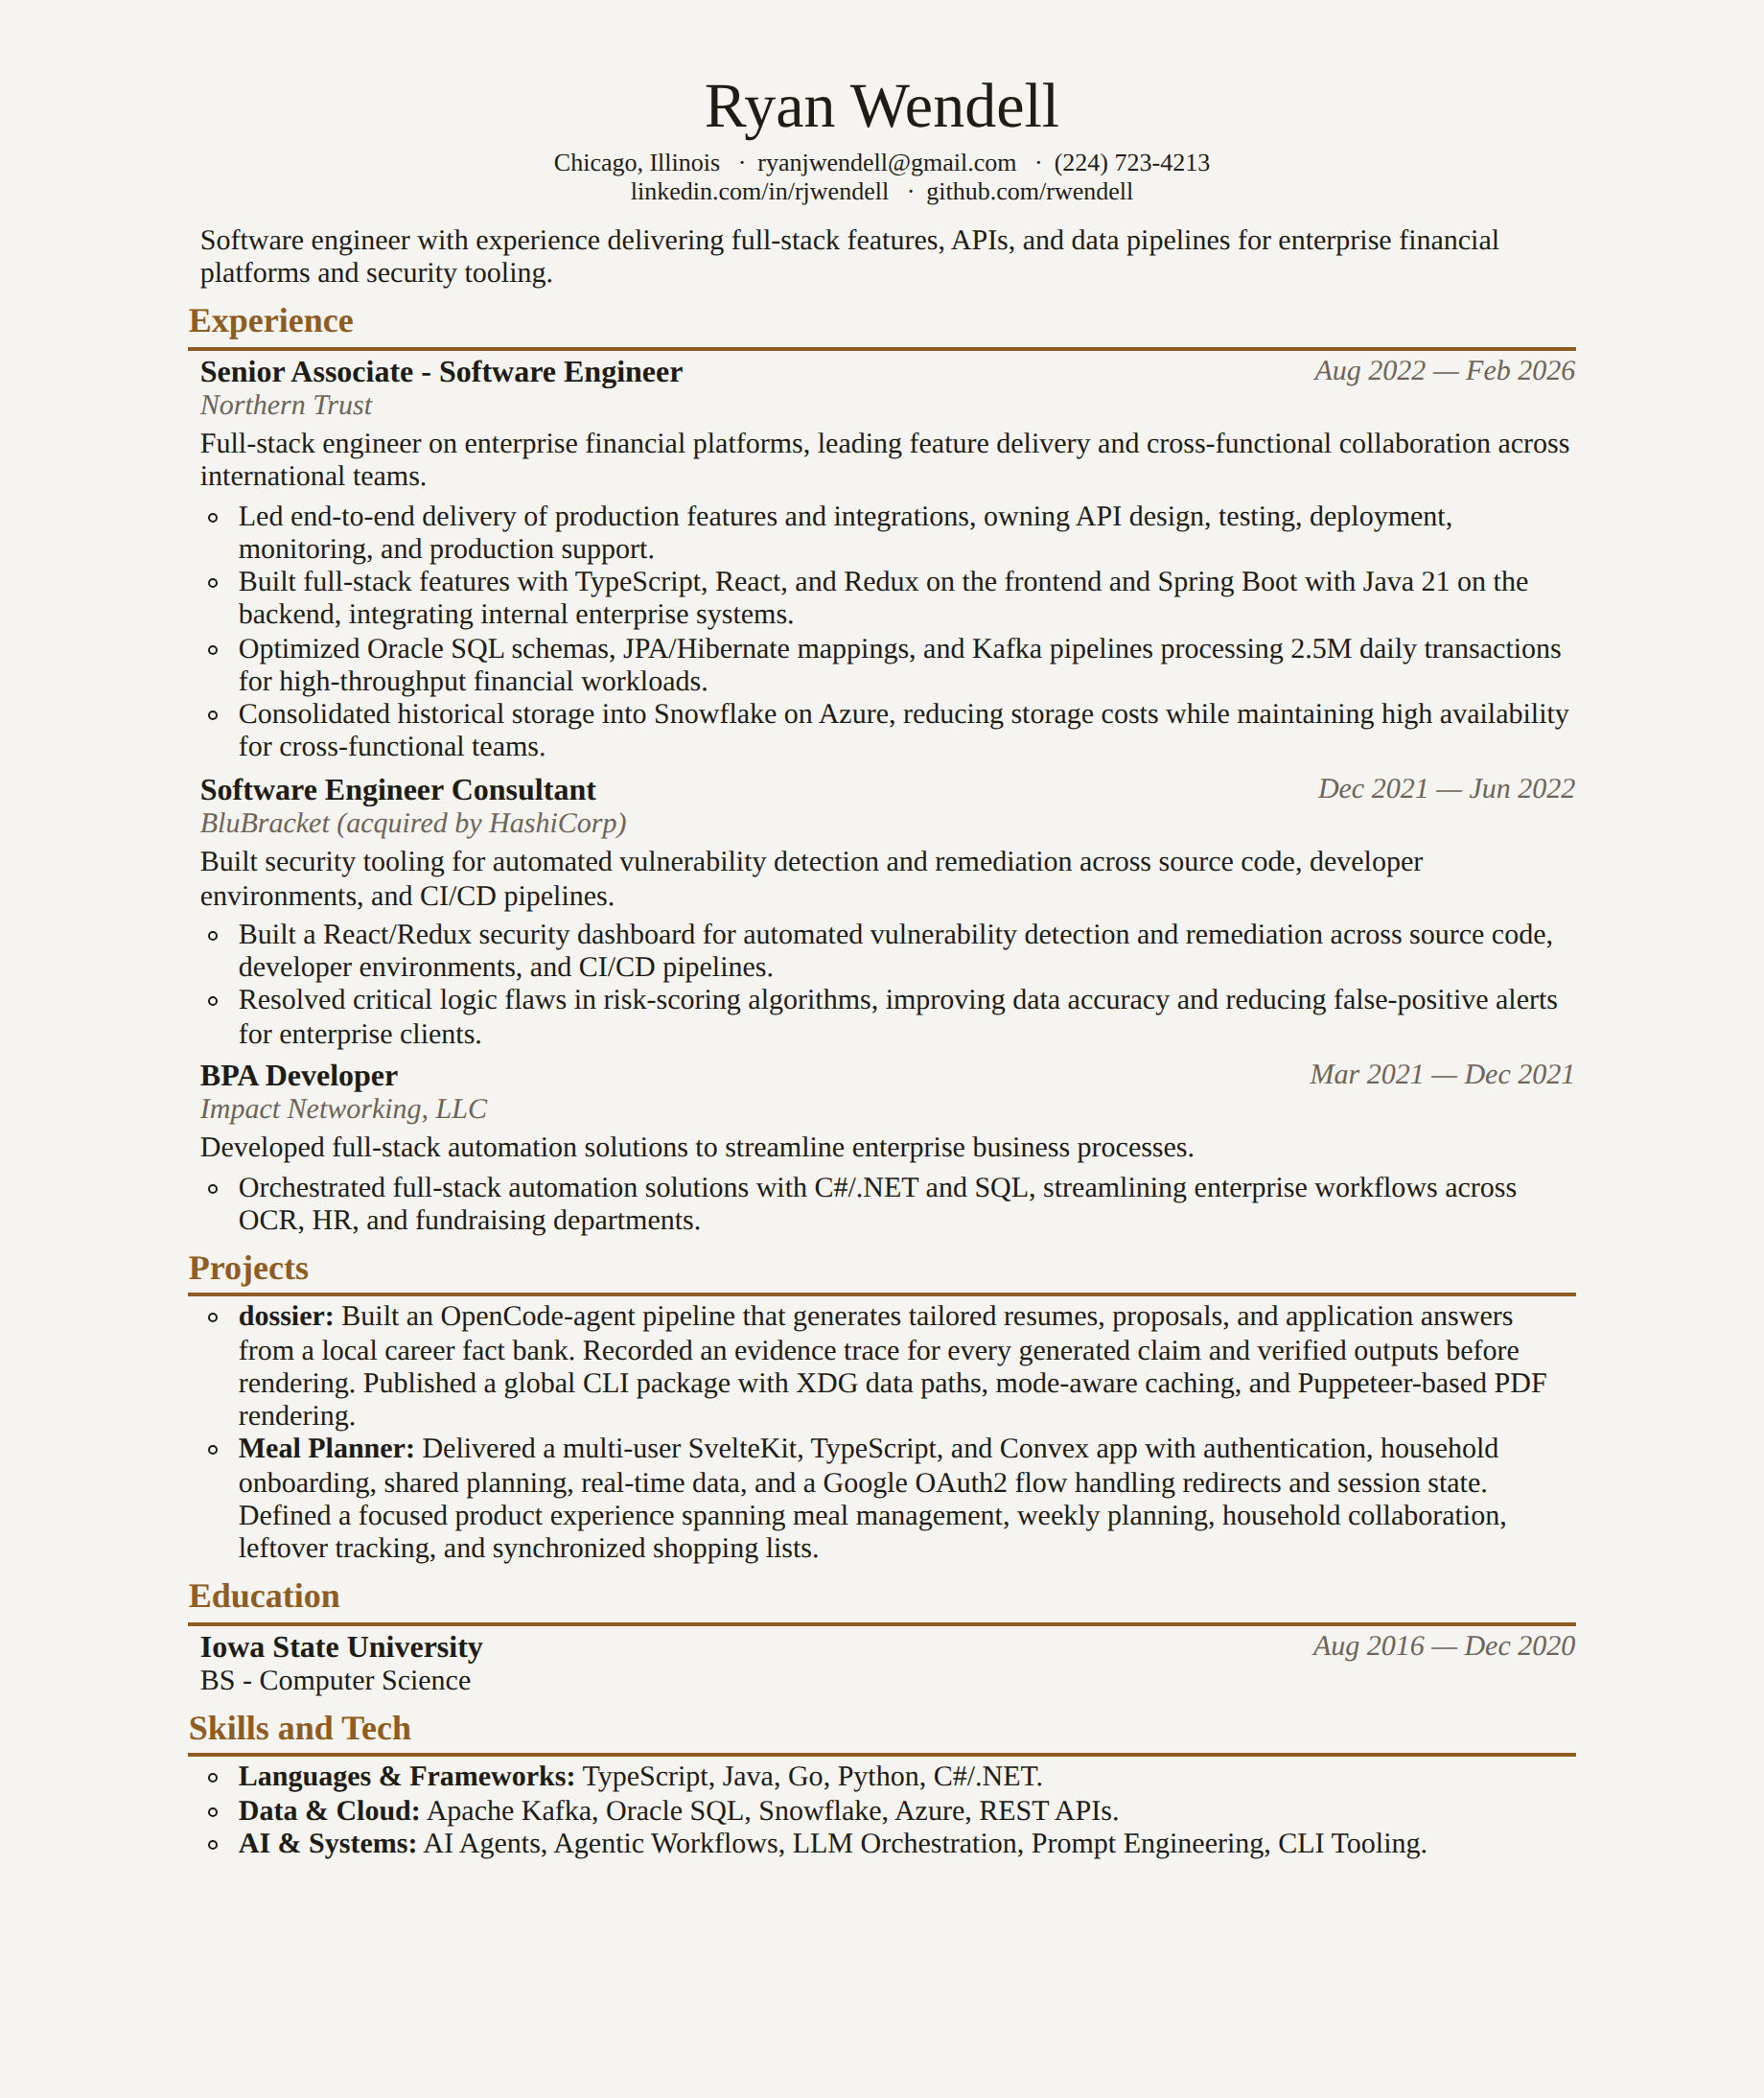 Ryan Wendell
Chicago, Illinois · ryanjwendell@gmail.com · (224) 723-4213
linkedin.com/in/rjwendell · github.com/rwendell
Software engineer with experience delivering full-stack features, APIs, and data pipelines for enterprise financial
platforms and security tooling.
Experience
Senior Associate - Software Engineer Aug 2022 — Feb 2026
Northern Trust
Full-stack engineer on enterprise financial platforms, leading feature delivery and cross-functional collaboration across
international teams.
Led end-to-end delivery of production features and integrations, owning API design, testing, deployment,
monitoring, and production support.
Built full-stack features with TypeScript, React, and Redux on the frontend and Spring Boot with Java 21 on the
backend, integrating internal enterprise systems.
Optimized Oracle SQL schemas, JPA/Hibernate mappings, and Kafka pipelines processing 2.5M daily transactions
for high-throughput financial workloads.
Consolidated historical storage into Snowflake on Azure, reducing storage costs while maintaining high availability
for cross-functional teams.
Software Engineer Consultant Dec 2021 — Jun 2022
BluBracket (acquired by HashiCorp)
Built security tooling for automated vulnerability detection and remediation across source code, developer
environments, and CI/CD pipelines.
Built a React/Redux security dashboard for automated vulnerability detection and remediation across source code,
developer environments, and CI/CD pipelines.
Resolved critical logic flaws in risk-scoring algorithms, improving data accuracy and reducing false-positive alerts
for enterprise clients.
BPA Developer Mar 2021 — Dec 2021
Impact Networking, LLC
Developed full-stack automation solutions to streamline enterprise business processes.
Orchestrated full-stack automation solutions with C#/.NET and SQL, streamlining enterprise workflows across
OCR, HR, and fundraising departments.
Projects
dossier: Built an OpenCode-agent pipeline that generates tailored resumes, proposals, and application answers
from a local career fact bank. Recorded an evidence trace for every generated claim and verified outputs before
rendering. Published a global CLI package with XDG data paths, mode-aware caching, and Puppeteer-based PDF
rendering.
Meal Planner: Delivered a multi-user SvelteKit, TypeScript, and Convex app with authentication, household
onboarding, shared planning, real-time data, and a Google OAuth2 flow handling redirects and session state.
Defined a focused product experience spanning meal management, weekly planning, household collaboration,
leftover tracking, and synchronized shopping lists.
Education
Iowa State University Aug 2016 — Dec 2020
BS - Computer Science
Skills and Tech
Languages & Frameworks: TypeScript, Java, Go, Python, C#/.NET.
Data & Cloud: Apache Kafka, Oracle SQL, Snowflake, Azure, REST APIs.
AI & Systems: AI Agents, Agentic Workflows, LLM Orchestration, Prompt Engineering, CLI Tooling.